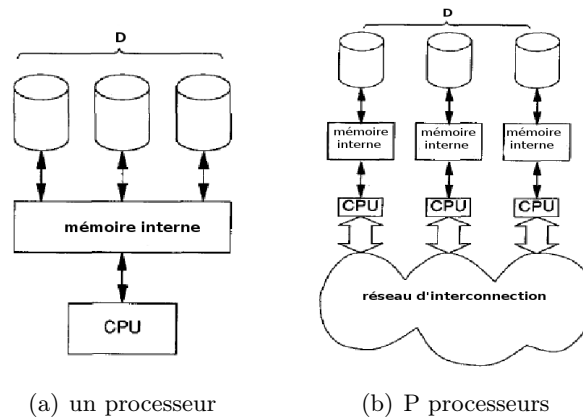 D
mémoire interne
CPU
(a) un processeur
D
mémoire
interne
mémoire
interne
mémoire
interne
CPU
CPU
CPU
réseau d'interconnection
(b) P processeurs